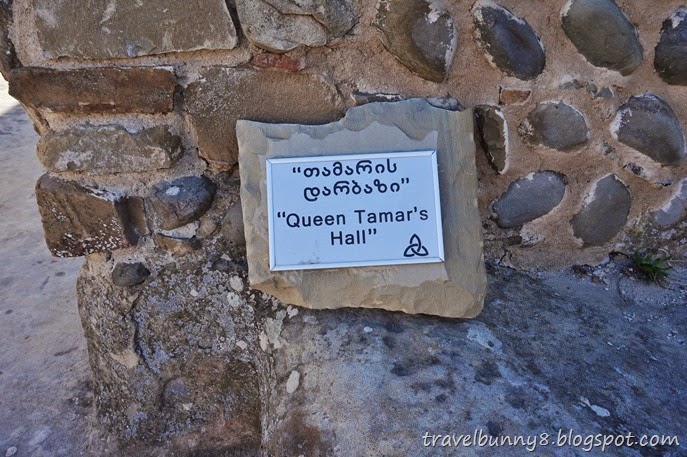 “თამარის
დარბაზი”
“Queen Tamar's
Hall”
travelbunny8.blogspot.com